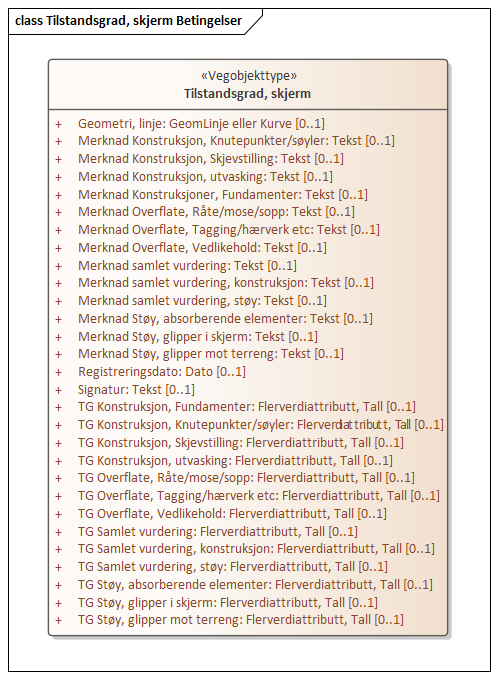 class Tilstandsgrad, skjerm Betingelser
«Vegobjekttype»
Tilstandsgrad, skjerm
+ Geometri, linje: GeomLinje eller Kurve [0..1]
+ Merknad Konstruksjon, Knutepunkter/søyler: Tekst [0..1]
+ Merknad Konstruksjon, Skjevstilling: Tekst [0..1]
+ Merknad Konstruksjon, utvasking: Tekst [0..1]
+ Merknad Konstruksjoner, Fundamenter: Tekst [0..1]
+ Merknad Overflate, Råte/mose/sopp: Tekst [0..1]
+ Merknad Overflate, Tagging/hærverk etc: Tekst [0..1]
+ Merknad Overflate, Vedlikehold: Tekst [0..1]
+ Merknad samlet vurdering: Tekst [0..1]
+ Merknad samlet vurdering, konstruksjon: Tekst [0..1]
+ Merknad samlet vurdering, støy: Tekst [0..1]
+ Merknad Støy, absorberende elementer: Tekst [0..1]
+ Merknad Støy, glipper i skjerm: Tekst [0..1]
+ Merknad Støy, glipper mot terreng: Tekst [0..1]
+ Registreringsdato: Dato [0..1]
+ Signatur: Tekst [0..1]
+ TG Konstruksjon, Fundamenter: Flerverdiattributt, Tall [0..1]
+ TG Konstruksjon, Knutepunkter/søyler: Flerverdiattributt, Tall [0..1]
+ TG Konstruksjon, Skjevstilling: Flerverdiattributt, Tall [0..1]
+ TG Konstruksjon, utvasking: Flerverdiattributt, Tall [0..1]
+ TG Overflate, Råte/mose/sopp: Flerverdiattributt, Tall [0..1]
+ TG Overflate, Tagging/hærverk etc: Flerverdiattributt, Tall [0..1]
+ TG Overflate, Vedlikehold: Flerverdiattributt, Tall [0..1]
+ TG Samlet vurdering: Flerverdiattributt, Tall [0..1]
+ TG Samlet vurdering, konstruksjon: Flerverdiattributt, Tall [0..1]
+ TG Samlet vurdering, støy: Flerverdiattributt, Tall [0..1]
+ TG Støy, absorberende elementer: Flerverdiattributt, Tall [0..1]
+ TG Støy, glipper i skjerm: Flerverdiattributt, Tall [0..1]
+ TG Støy, glipper mot terreng: Flerverdiattributt, Tall [0..1]